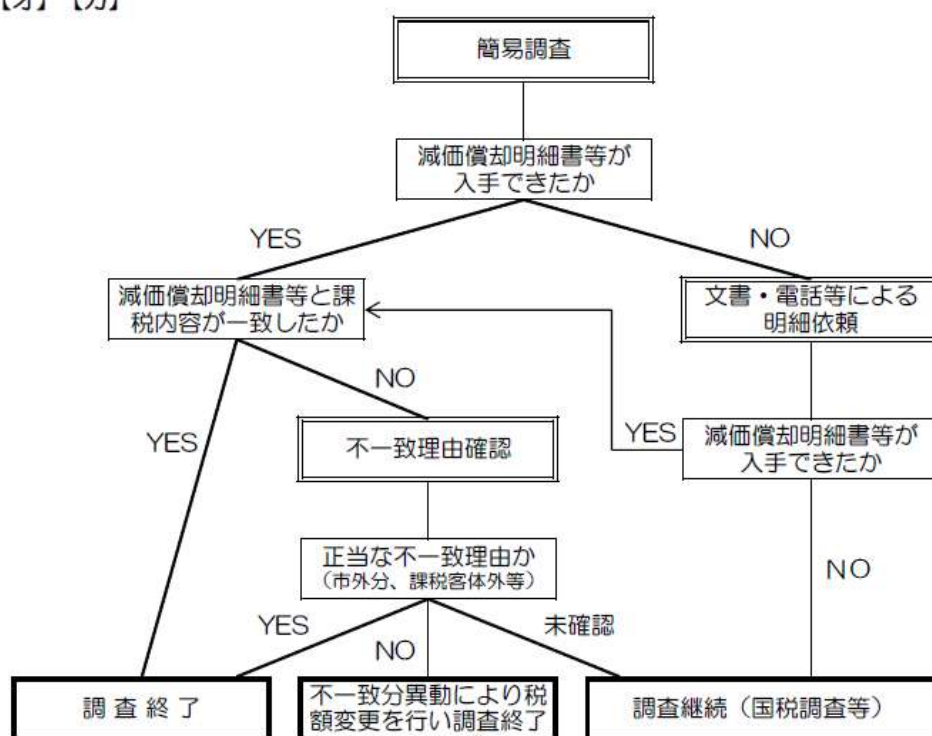 【オ】【カ】
簡易調査
減価償却明細書等が
入手できたか
YES
NO
減価償却明細書等と課
税内容が一致したか
文書・電話等による
明細依頼
NO
YES
不一致理由確認
YES
減価償却明細書等が
入手できたか
正当な不一致理由か
（市外分、課税客体外等）
NO
YES
NO
未確認
調査終了
不一致分異動により税
額変更を行い調査終了
調査継続（国税調査等）